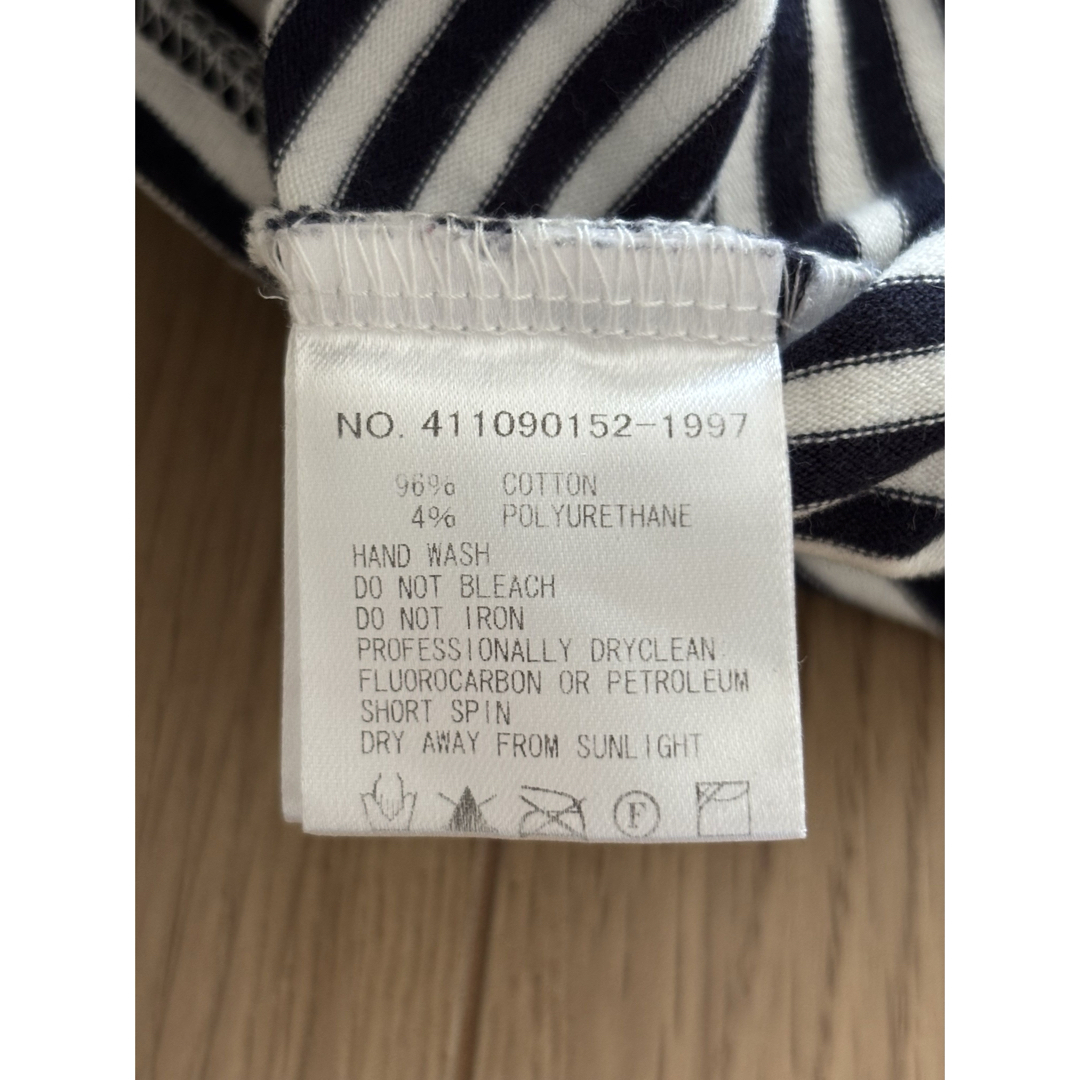 NO. 411090152-1997
96% COTTON
4% POLYURETHANE
HAND WASH
DO NOT BLEACH
DO NOT IRON
PROFESSIONALLY DRYCLEAN
FLUOROCARBON OR PETROLEUM
SHORT SPIN
DRY AWAY FROM SUNLIGHT
F